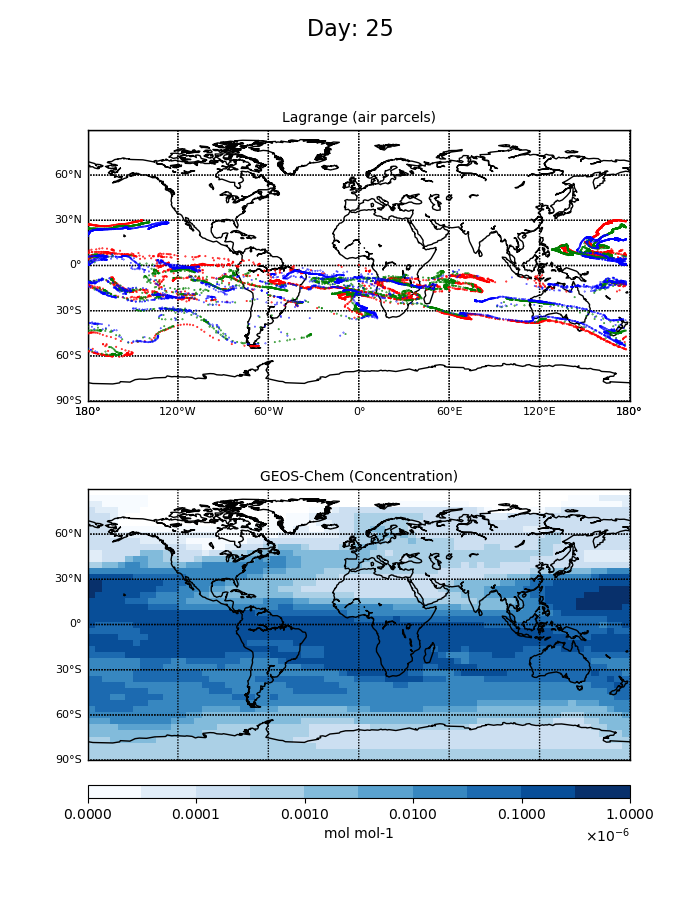 Day: 25
Lagrange (air parcels)
60°N
30°N
0°
30°S
60°S
90°S
180° 120°W 60°W 0° 60°E 120°E 180°
GEOS-Chem (Concentration)
60°N
30°N
0°
30°S
60°S
90°S
0.0000 0.0001 0.0010 0.0100 0.1000 1.0000
mol mol-1 ×10⁻⁶